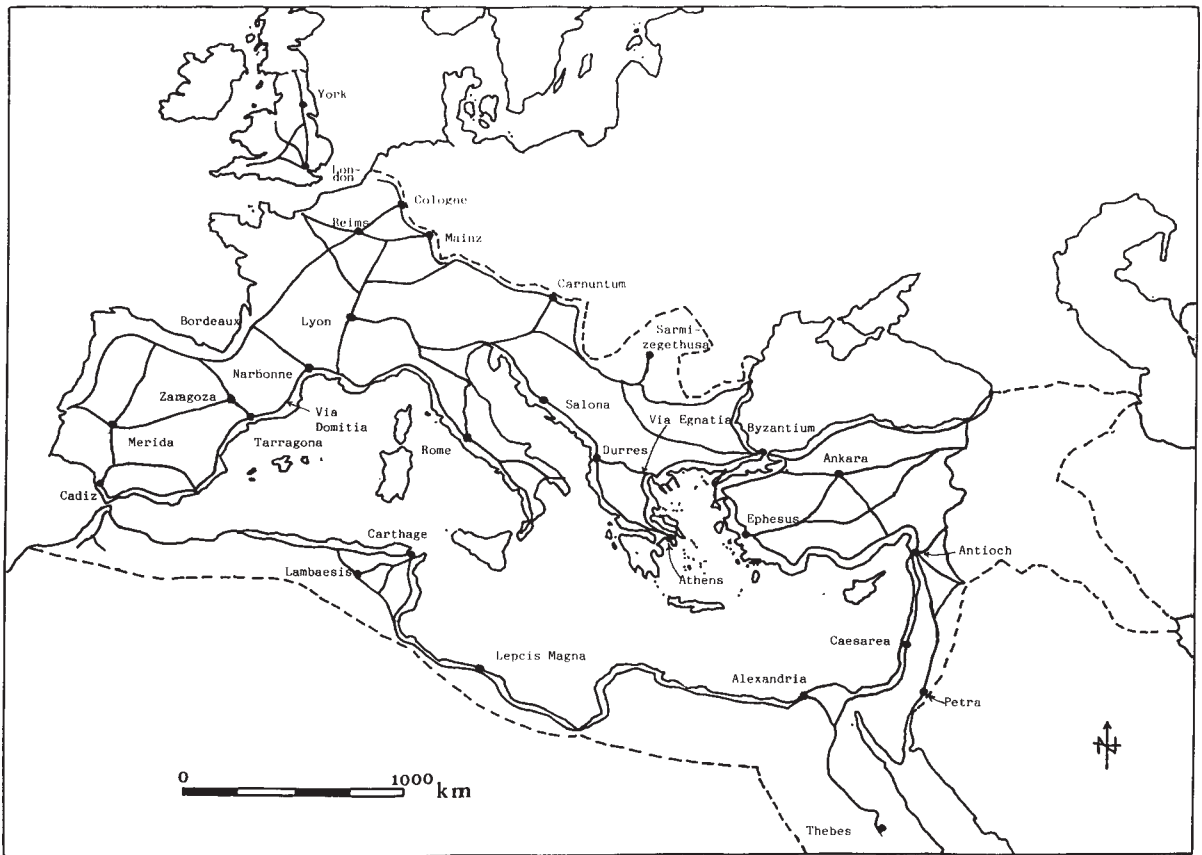 York
Lon-
don
Cologne
Reims
Mainz
Carnuntum
Bordeaux
Lyon
Sarmi-
zegethusa
Narbonne
Zaragoza
Via
Domitia
Salona
Via Egnatia
Byzantium
Merida
Tarragona
Rome
Durres
Ankara
Cadiz
Ephesus
Carthage
Antioch
Lambaesis
Athens
Caesarea
Lepcis Magna
Alexandria
Petra
N
0 1000 km
Thebes